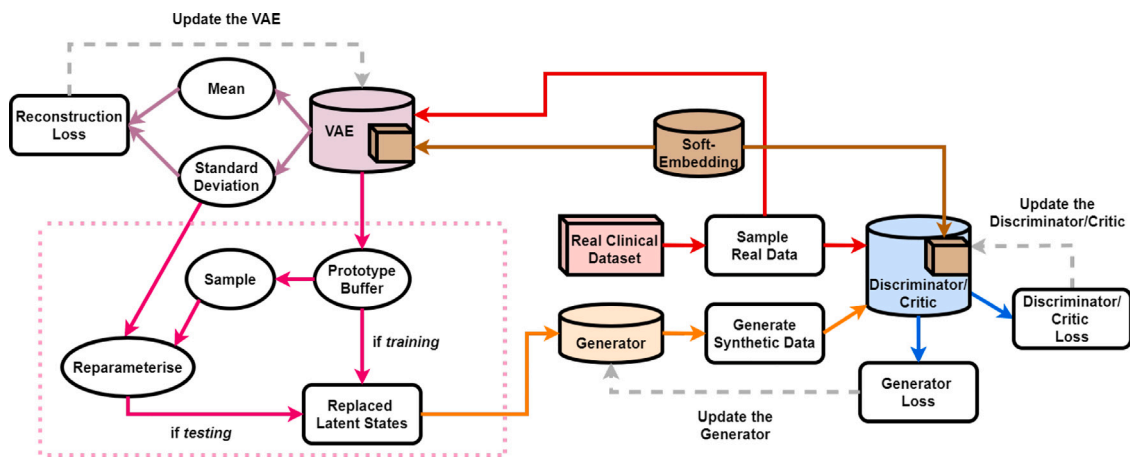 Update the VAE
Mean
Reconstruction
Loss
VAE
Standard
Deviation
Soft-
Embedding
Update the
Discriminator/Critic
Real Clinical
Dataset
Sample
Real Data
Discriminator/
Critic
Sample
Prototype
Buffer
Generator
Generate
Synthetic Data
Discriminator/
Critic
Loss
if training
Reparameterise
Replaced
Latent States
Generator
Loss
if testing
Update the
Generator